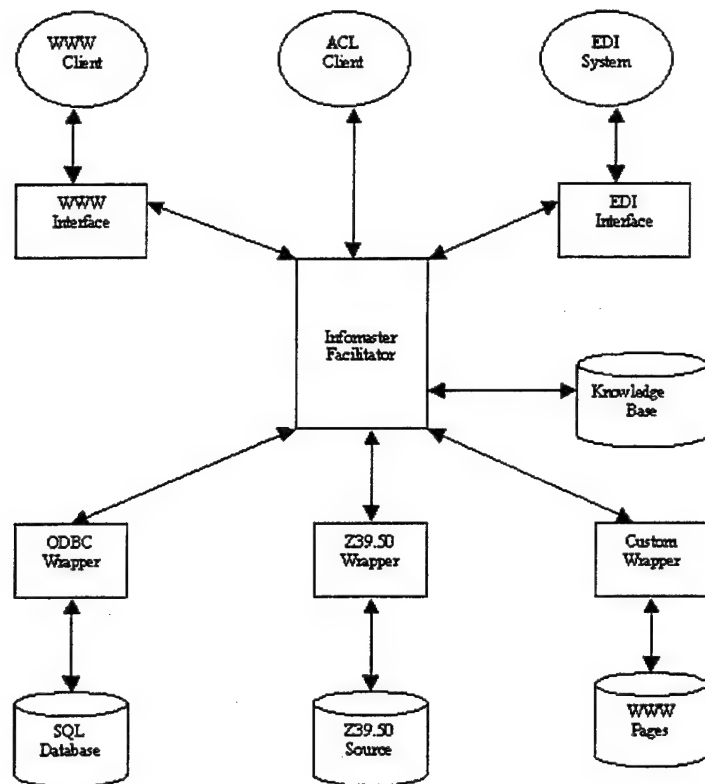 WWW
Client
ACL
Client
EDI
System
WWW
Interface
EDI
Interface
Infomaster
Facilitator
Knowledge
Base
ODBC
Wrapper
Z39.50
Wrapper
Custom
Wrapper
SQL
Database
Z39.50
Source
WWW
Pages